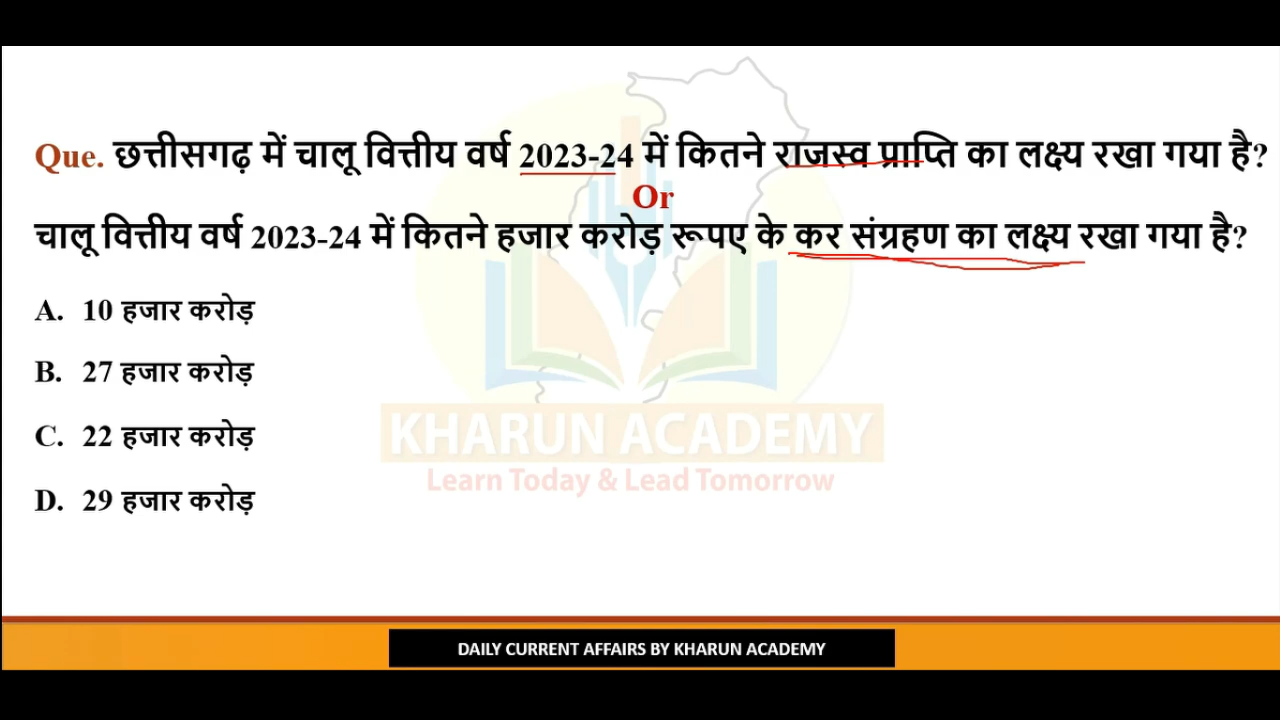 Que. छत्तीसगढ़ में चालू वित्तीय वर्ष 2023-24 में कितने राजस्व प्राप्ति का लक्ष्य रखा गया है?
Or
चालू वित्तीय वर्ष 2023-24 में कितने हजार करोड़ रूपए के कर संग्रहण का लक्ष्य रखा गया है?
A. 10 हजार करोड़
B. 27 हजार करोड़
C. 22 हजार करोड़
D. 29 हजार करोड़
KHARUN ACADEMY
Learn Today & Lead Tomorrow
DAILY CURRENT AFFAIRS BY KHARUN ACADEMY